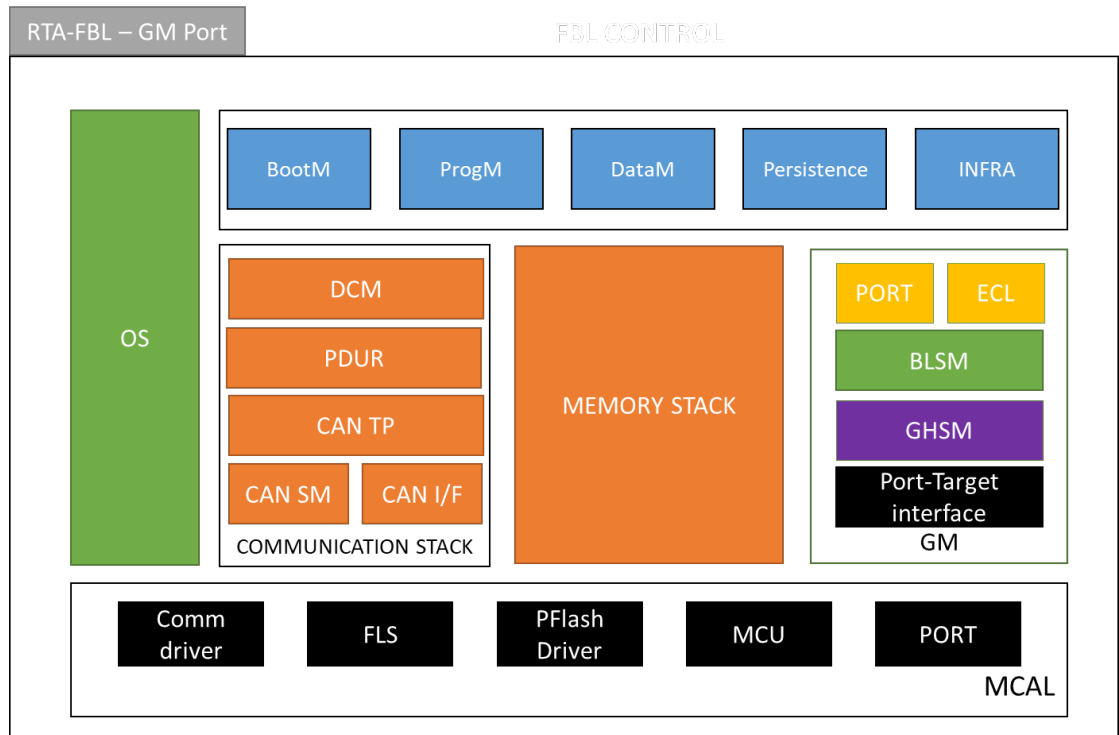 RTA-FBL – GM Port
FBL CONTROL
BootM
ProgM
DataM
Persistence
INFRA
OS
DCM
PDUR
CAN TP
CAN SM
CAN I/F
COMMUNICATION STACK
MEMORY STACK
PORT
ECL
BLSM
GHSM
Port-Target
interface
GM
Comm
driver
FLS
PFlash
Driver
MCU
PORT
MCAL